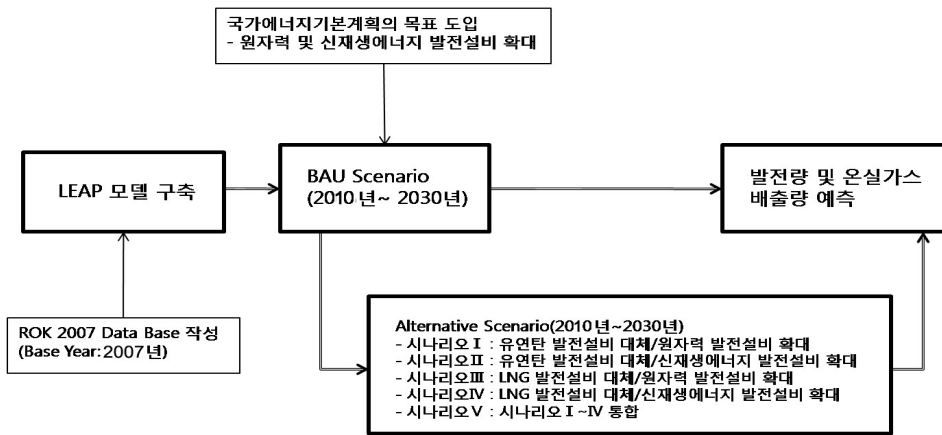 국가에너지기본계획의 목표 도입
- 원자력 및 신재생에너지 발전설비 확대
LEAP 모델 구축
BAU Scenario
(2010년~ 2030년)
발전량 및 온실가스
배출량 예측
ROK 2007 Data Base 작성
(Base Year: 2007년)
Alternative Scenario(2010년~2030년)
- 시나리오Ⅰ : 유연탄 발전설비 대체/원자력 발전설비 확대
- 시나리오Ⅱ : 유연탄 발전설비 대체/신재생에너지 발전설비 확대
- 시나리오Ⅲ : LNG 발전설비 대체/원자력 발전설비 확대
- 시나리오Ⅳ : LNG 발전설비 대체/신재생에너지 발전설비 확대
- 시나리오Ⅴ : 시나리오Ⅰ~Ⅳ 통합